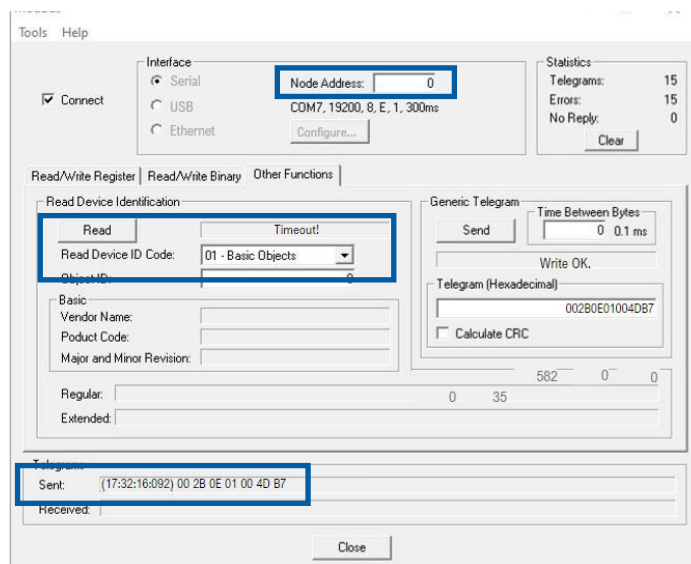 Tools Help
Interface
Serial
USB
Ethernet
Node Address: 0
COM7, 19200, 8, E, 1, 300ms
Configure...
Connect
Statistics
Telegrams: 15
Errors: 15
No Reply: 0
Clear
Read/Write Register Read/Write Binary Other Functions
Read Device Identification
Read Timeout!
Read Device ID Code: 01 - Basic Objects
Object ID: 0
Basic
Vendor Name:
Poduct Code:
Major and Minor Revision:
Regular:
Extended:
Generic Telegram
Send
Time Between Bytes
0 0.1 ms
Write OK.
Telegram (Hexadecimal)
002B0E01004DB7
Calculate CRC
582 0 0
0 35
Telegrams
Sent: (17:32:16:092) 00 2B 0E 01 00 4D B7
Received:
Close